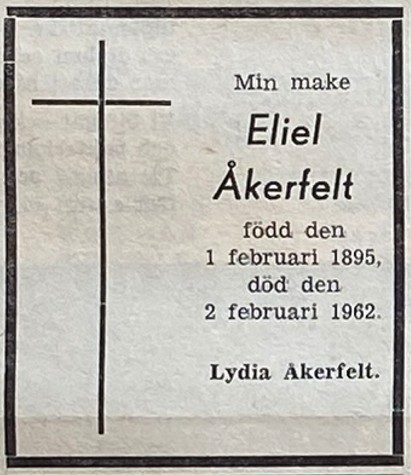 Min make
Eliel
Åkerfelt
född den
1 februari 1895,
död den
2 februari 1962.
Lydia Åkerfelt.